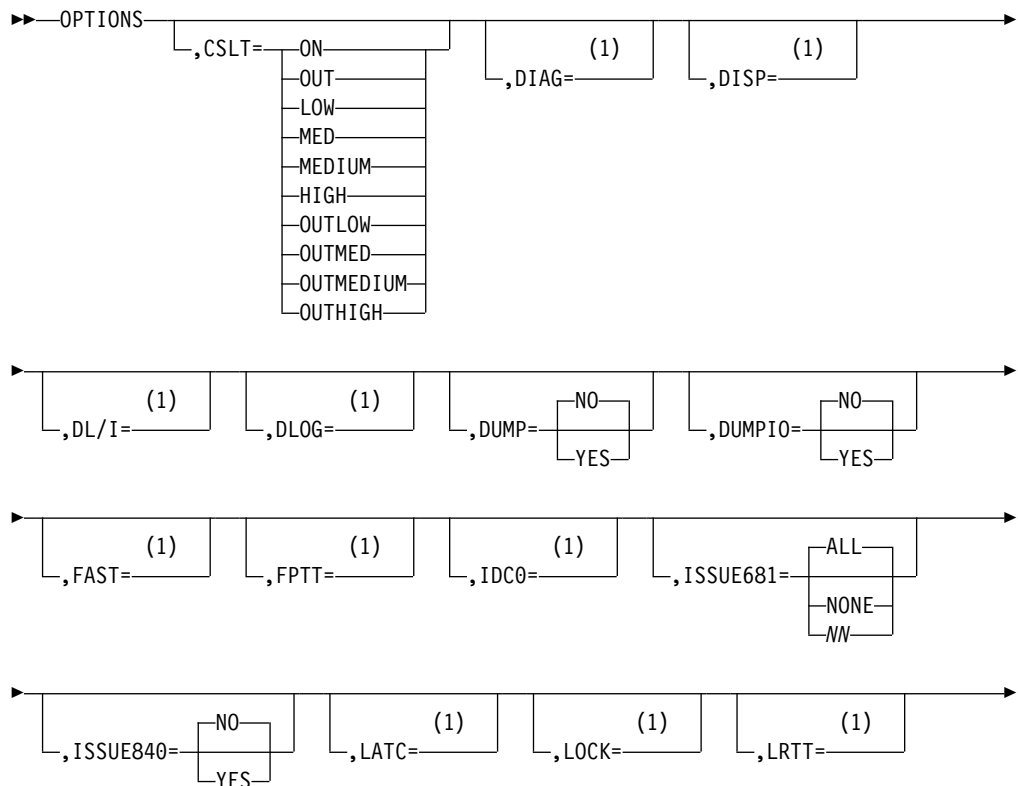 OPTIONS
,CSLT= ON (1) (1)
OUT ,DIAG= ,DISP=
LOW
MED
MEDIUM
HIGH
OUTLOW
OUTMED
OUTMEDIUM
OUTHIGH
(1) (1) NO NO
,DL/I= ,DLOG= ,DUMP= ,DUMPIO=
YES YES
(1) (1) (1) ALL
,FAST= ,FPTT= ,IDC0= ,ISSUE681=
NONE
NN
NO (1) (1) (1)
,ISSUE840= ,LATC= ,LOCK= ,LRTT=
YES